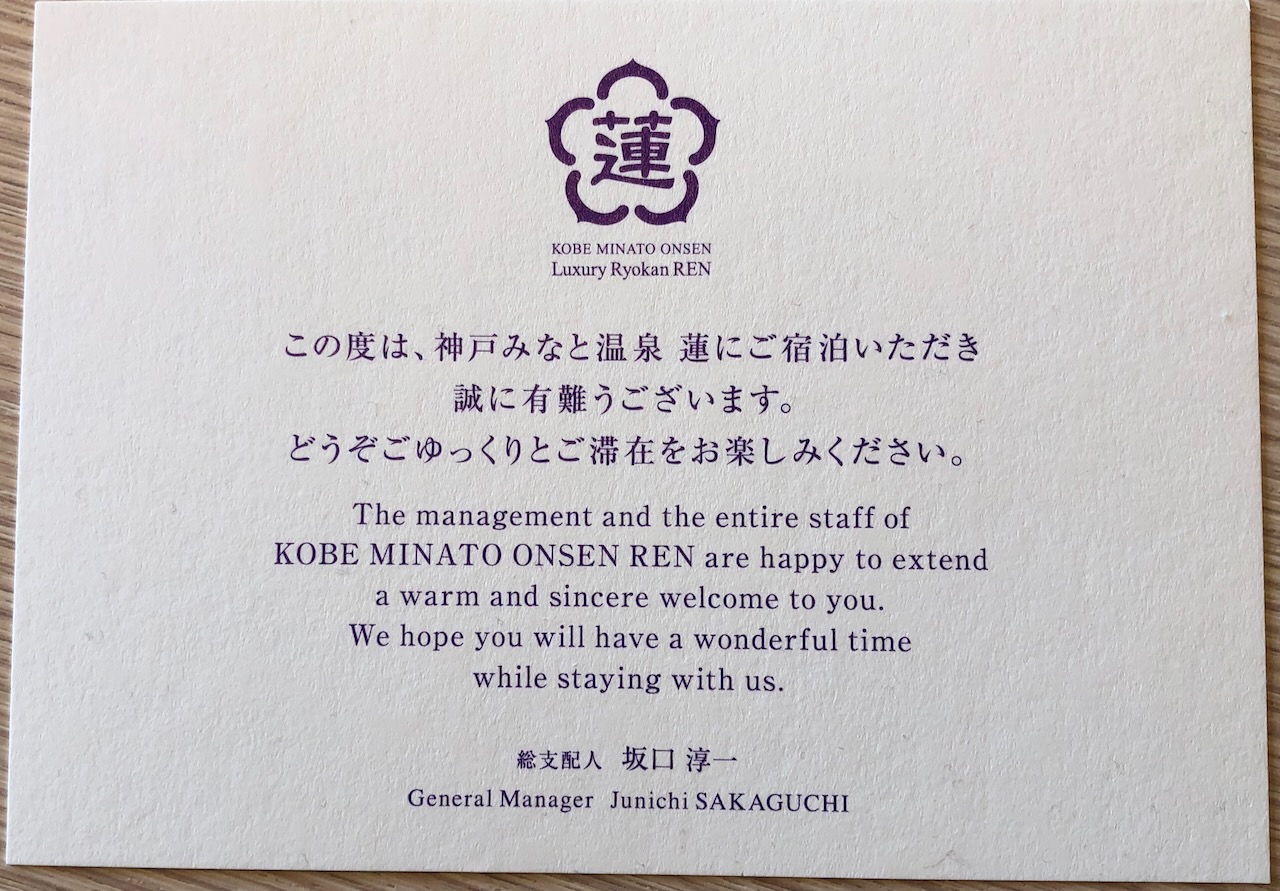 蓮
KOBE MINATO ONSEN
Luxury Ryokan REN
この度は、神戸みなと温泉 蓮にご宿泊いただき
誠に有難うございます。
どうぞごゆっくりとご滞在をお楽しみください。
The management and the entire staff of
KOBE MINATO ONSEN REN are happy to extend
a warm and sincere welcome to you.
We hope you will have a wonderful time
while staying with us.
総支配人 坂口 淳一
General Manager Junichi SAKAGUCHI